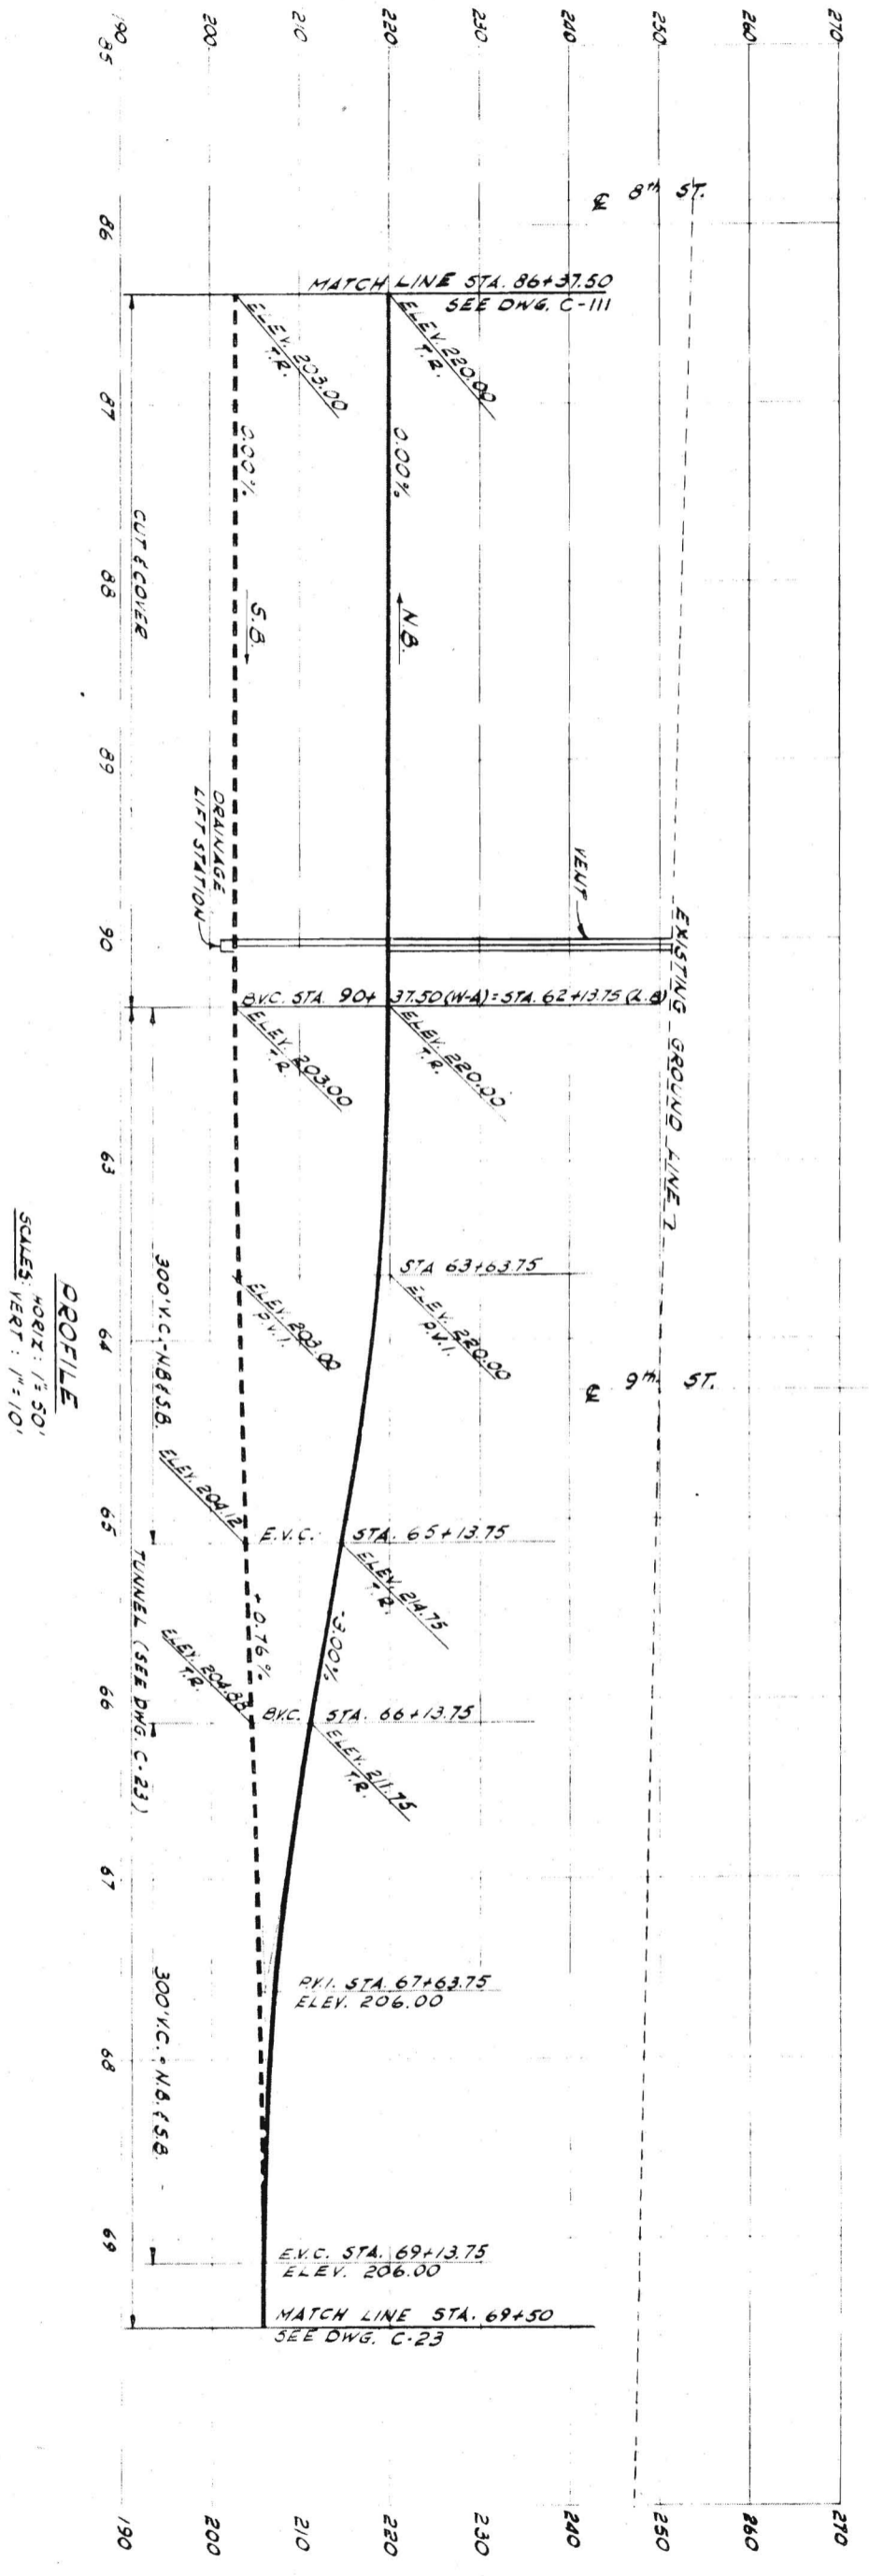 270
260
250
240
230
220
210
200
190
85
86
87
88
89
90
63
64
65
66
67
68
69
190
200
210
220
230
240
250
260
270
℄ 8th ST.
MATCH LINE STA. 86+37.50
SEE DWG. C-111
ELEV. 203.00
T.R.
ELEV. 220.00
T.R.
0.00%
0.00%
S.B.
N.B.
CUT & COVER
DRAINAGE
LIFT STATION
VENT
EXISTING GROUND LINE
B.V.C. STA. 90+37.50 (W-A) = STA. 62+13.75 (L.B)
ELEV. 203.00
T.R.
ELEV. 220.00
T.R.
STA 63+63.75
ELEV. 203.00
P.V.I.
ELEV. 220.00
P.V.I.
℄ 9th ST.
300' V.C.-N.B & S.B.
ELEV. 204.12
E.V.C. STA. 65+13.75
ELEV. 214.75
T.R.
+0.76%
-3.00%
ELEV. 204.88
T.R.
B.V.C. STA. 66+13.75
ELEV. 211.75
T.R.
TUNNEL (SEE DWG. C-23)
P.V.I. STA. 67+63.75
ELEV. 206.00
300' V.C. - N.B. & S.B.
E.V.C. STA. 69+13.75
ELEV. 206.00
MATCH LINE STA. 69+50
SEE DWG. C-23
PROFILE
SCALES: HORIZ: 1"=50'
VERT: 1"=10'